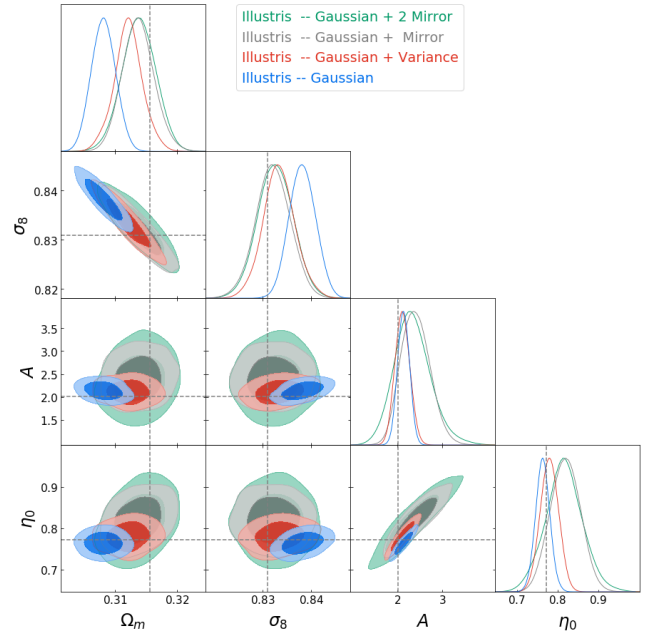 Illustris -- Gaussian + 2 Mirror
Illustris -- Gaussian + Mirror
Illustris -- Gaussian + Variance
Illustris -- Gaussian
σ8
0.84
0.83
0.82
A
3.5
3.0
2.5
2.0
1.5
η0
0.9
0.8
0.7
0.31 0.32 0.83 0.84 2 3 0.7 0.8 0.9
Ωm σ8 A η0